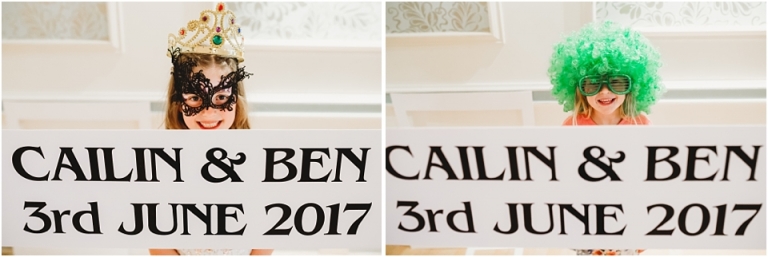 CAILIN & BEN
3rd JUNE 2017
CAILIN & BEN
3rd JUNE 2017